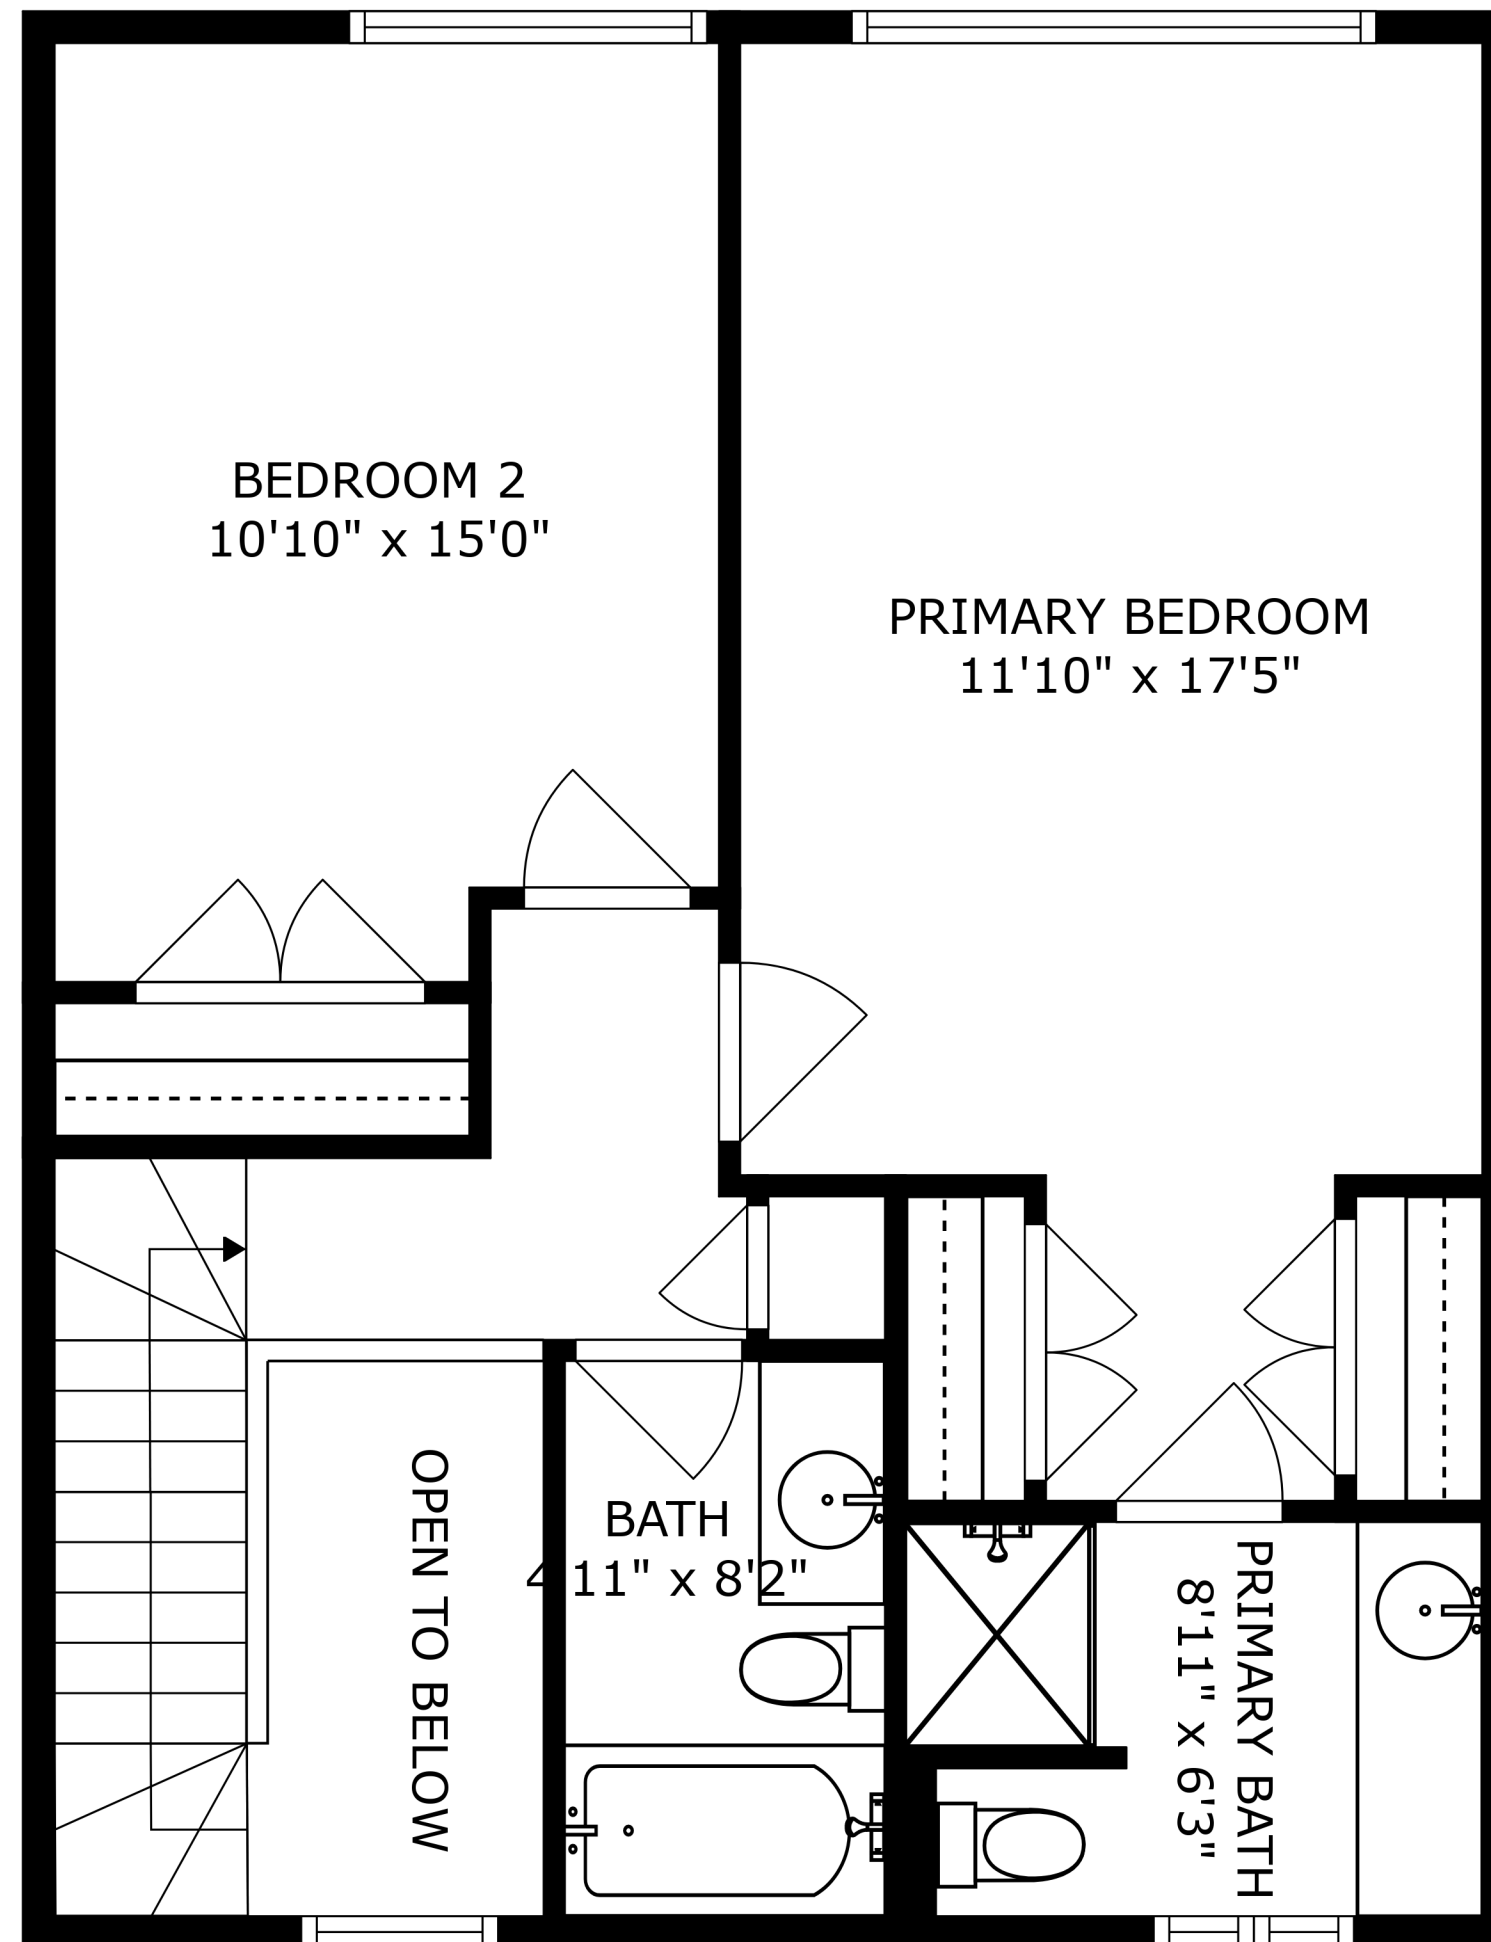 BEDROOM 2
10'10" x 15'0"
PRIMARY BEDROOM
11'10" x 17'5"
OPEN TO BELOW
BATH
4'11" x 8'2"
PRIMARY BATH
8'11" x 6'3"